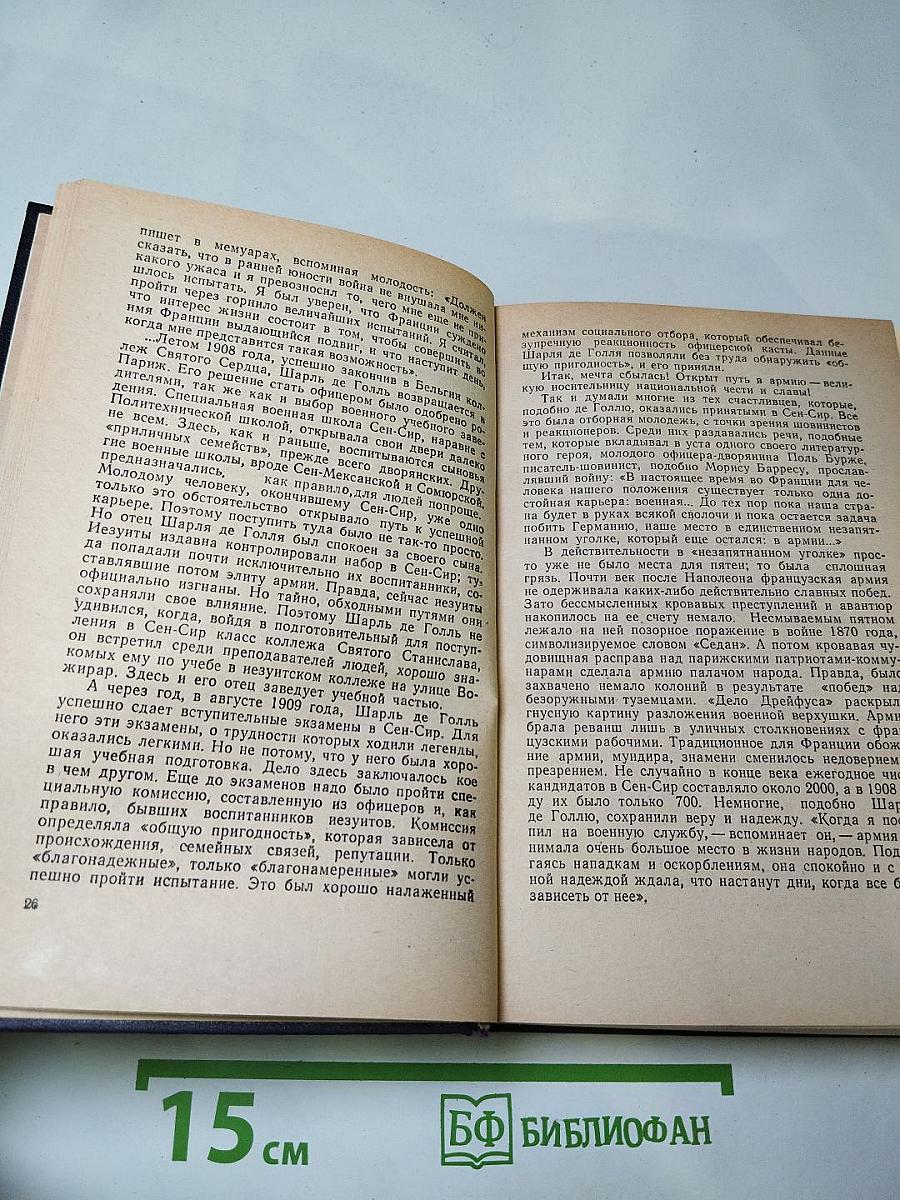 пишет в мемуарах, вспоминая молодость: «Должен
сказать, что в ранней юности война не внушала мне ни-
какого ужаса и я превозносил то, чего мне еще не при-
шлось испытать. Я был уверен, что Франции суждено
пройти через горнило величайших испытаний. Я считал,
что интерес жизни состоит в том, чтобы совершить во
имя Франции выдающийся подвиг, и что наступит день,
когда мне представится такая возможность».
...Летом 1908 года, успешно закончив в Бельгии кол-
леж Святого Сердца, Шарль де Голль возвращается в
Париж. Его решение стать офицером было одобрено ро-
дителями, так же как и выбор военного учебного заве-
дения. Специальная военная школа Сен-Сир, наравне с
Политехнической школой, открывала свои двери далеко
не всем. Здесь, как и раньше, воспитываются сыновья
«приличных семейств», прежде всего дворянских. Дру-
гие военные школы, вроде Сен-Мексанской и Сомюрской,
предназначались, как правило, для людей попроще.
Молодому человеку, окончившему Сен-Сир, уже одно
только это обстоятельство открывало путь к успешной
карьере. Поэтому поступить туда было не так-то просто.
Но отец Шарля де Голля был спокоен за своего сына.
Иезуиты издавна контролировали набор в Сен-Сир; ту-
да попадали почти исключительно их воспитанники, со-
ставлявшие потом элиту армии. Правда, сейчас иезуиты
официально изгнаны. Но тайно, обходными путями они
сохраняли свое влияние. Поэтому Шарль де Голль не
удивился, когда, войдя в подготовительный для поступ-
ления в Сен-Сир класс коллежа Святого Станислава,
он встретил среди преподавателей людей, хорошо зна-
комых ему по учебе в иезуитском коллеже на улице Во-
жирар. Здесь и его отец заведует учебной частью.
А через год, в августе 1909 года, Шарль де Голль
успешно сдает вступительные экзамены в Сен-Сир. Для
него эти экзамены, о трудности которых ходили легенды,
оказались легкими. Но не потому, что у него была хоро-
шая учебная подготовка. Дело здесь заключалось кое
в чем другом. Еще до экзаменов надо было пройти спе-
циальную комиссию, составленную из офицеров и, как
правило, бывших воспитанников иезуитов. Комиссия
определяла «общую пригодность», которая зависела от
происхождения, семейных связей, репутации. Только
«благонадежные», только «благонамеренные» могли ус-
пешно пройти испытание. Это был хорошо налаженный
26
механизм социального отбора, который обеспечивал бе-
зупречную реакционность офицерской касты. Данные
Шарля де Голля позволяли без труда обнаружить «об-
щую пригодность», и его приняли.
Итак, мечта сбылась! Открыт путь в армию — вели-
кую носительницу национальной чести и славы!
Так и думали многие из тех счастливцев, которые,
подобно де Голлю, оказались принятыми в Сен-Сир. Все
это была отборная молодежь, с точки зрения шовинистов
и реакционеров. Среди них раздавались речи, подобные
тем, которые вкладывал в уста одного своего литератур-
ного героя, молодого офицера-дворянина Поль Бурже,
писатель-шовинист, подобно Морису Барресу, прослав-
лявший войну: «В настоящее время во Франции для че-
ловека нашего положения существует только одна до-
стойная карьера: военная... До тех пор пока наша стра-
на будет в руках всякой сволочи и пока остается задача
побить Германию, наше место в единственном незапят-
нанном уголке, который еще остался: в армии...»
В действительности в «незапятнанном уголке» прос-
то уже не было места для пятен; то была сплошная
грязь. Почти век после Наполеона французская армия
не одерживала каких-либо действительно славных побед.
Зато бессмысленных кровавых преступлений и авантюр
накопилось на ее счету немало. Несмываемым пятном
лежало на ней позорное поражение в войне 1870 года,
символизируемое словом «Седан». А потом кровавая чу-
довищная расправа над парижскими патриотами-комму-
нарами сделала армию палачом народа. Правда, было
захвачено немало колоний в результате «побед» над
безоружными туземцами. «Дело Дрейфуса» раскрыл
гнусную картину разложения военной верхушки. Арми
брала реванш лишь в уличных столкновениях с фран
цузскими рабочими. Традиционное для Франции обож
ние армии, мундира, знамени сменилось недоверием
презрением. Не случайно в конце века ежегодное чис
кандидатов в Сен-Сир составляло около 2000, а в 1908
ду их было только 700. Немногие, подобно Шар
де Голлю, сохранили веру и надежду. «Когда я пос
пил на военную службу, — вспоминает он, — армия
нимала очень большое место в жизни народов. Под
гаясь нападкам и оскорблениям, она спокойно и с
ной надеждой ждала, что настанут дни, когда все б
зависеть от нее».
15 см
БФ БИБЛИОФАН